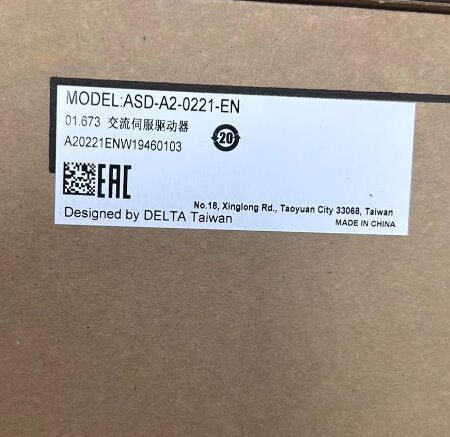 MODEL:ASD-A2-0221-EN
01.673 交流伺服驱动器
20
A20221ENW19460103
EAC
No.18, Xinglong Rd., Taoyuan City 33068, Taiwan
Designed by DELTA Taiwan
MADE IN CHINA